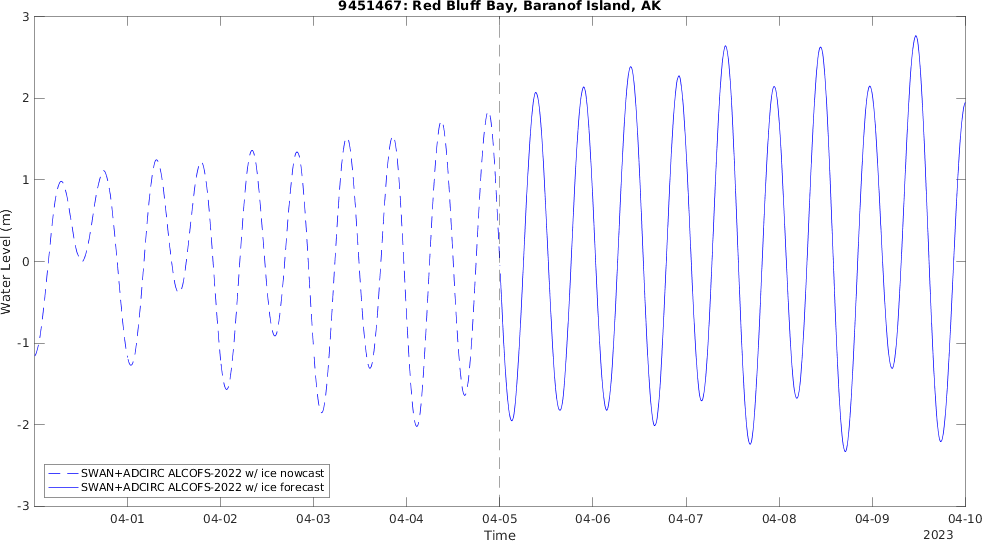 9451467: Red Bluff Bay, Baranof Island, AK
3
2
1
0
-1
-2
-3
Water Level (m)
SWAN+ADCIRC ALCOFS-2022 w/ ice nowcast
SWAN+ADCIRC ALCOFS-2022 w/ ice forecast
04-01 04-02 04-03 04-04 04-05 04-06 04-07 04-08 04-09 04-10
Time
2023